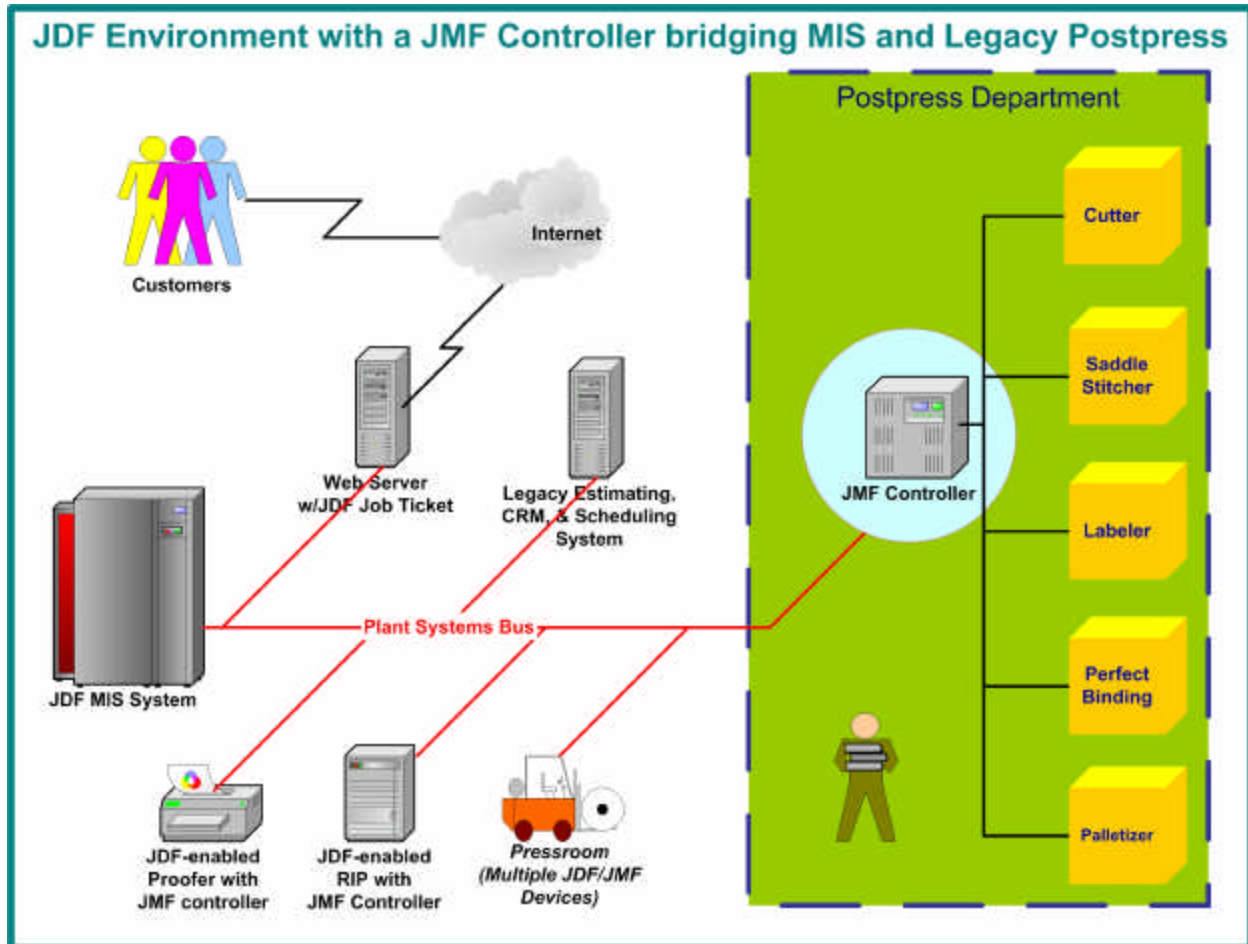 JDF Environment with a JMF Controller bridging MIS and Legacy Postpress
Postpress Department
Customers
Internet
Web Server
w/JDF Job Ticket
Legacy Estimating,
CRM, & Scheduling
System
JDF MIS System
Plant Systems Bus
JDF-enabled
Proofer with
JMF controller
JDF-enabled
RIP with
JMF Controller
Pressroom
(Multiple JDF/JMF
Devices)
JMF Controller
Cutter
Saddle
Stitcher
Labeler
Perfect
Binding
Palletizer